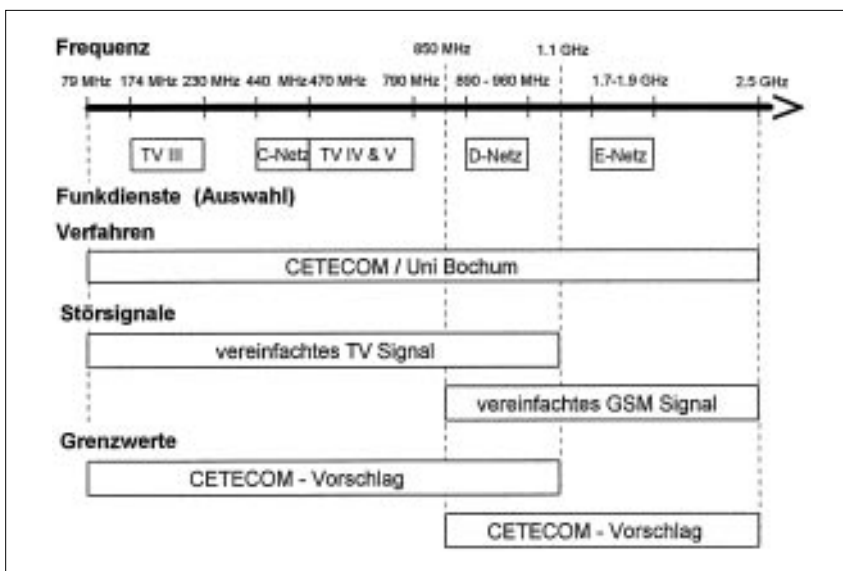 Frequenz 850 MHz 1.1 GHz
79 MHz 174 MHz 230 MHz 440 MHz 470 MHz 790 MHz 890 - 960 MHz 1.7-1.9 GHz 2.5 GHz
TV III C-Netz TV IV & V D-Netz E-Netz
Funkdienste (Auswahl)
Verfahren
CETECOM / Uni Bochum
Störsignale
vereinfachtes TV Signal
vereinfachtes GSM Signal
Grenzwerte
CETECOM - Vorschlag
CETECOM - Vorschlag